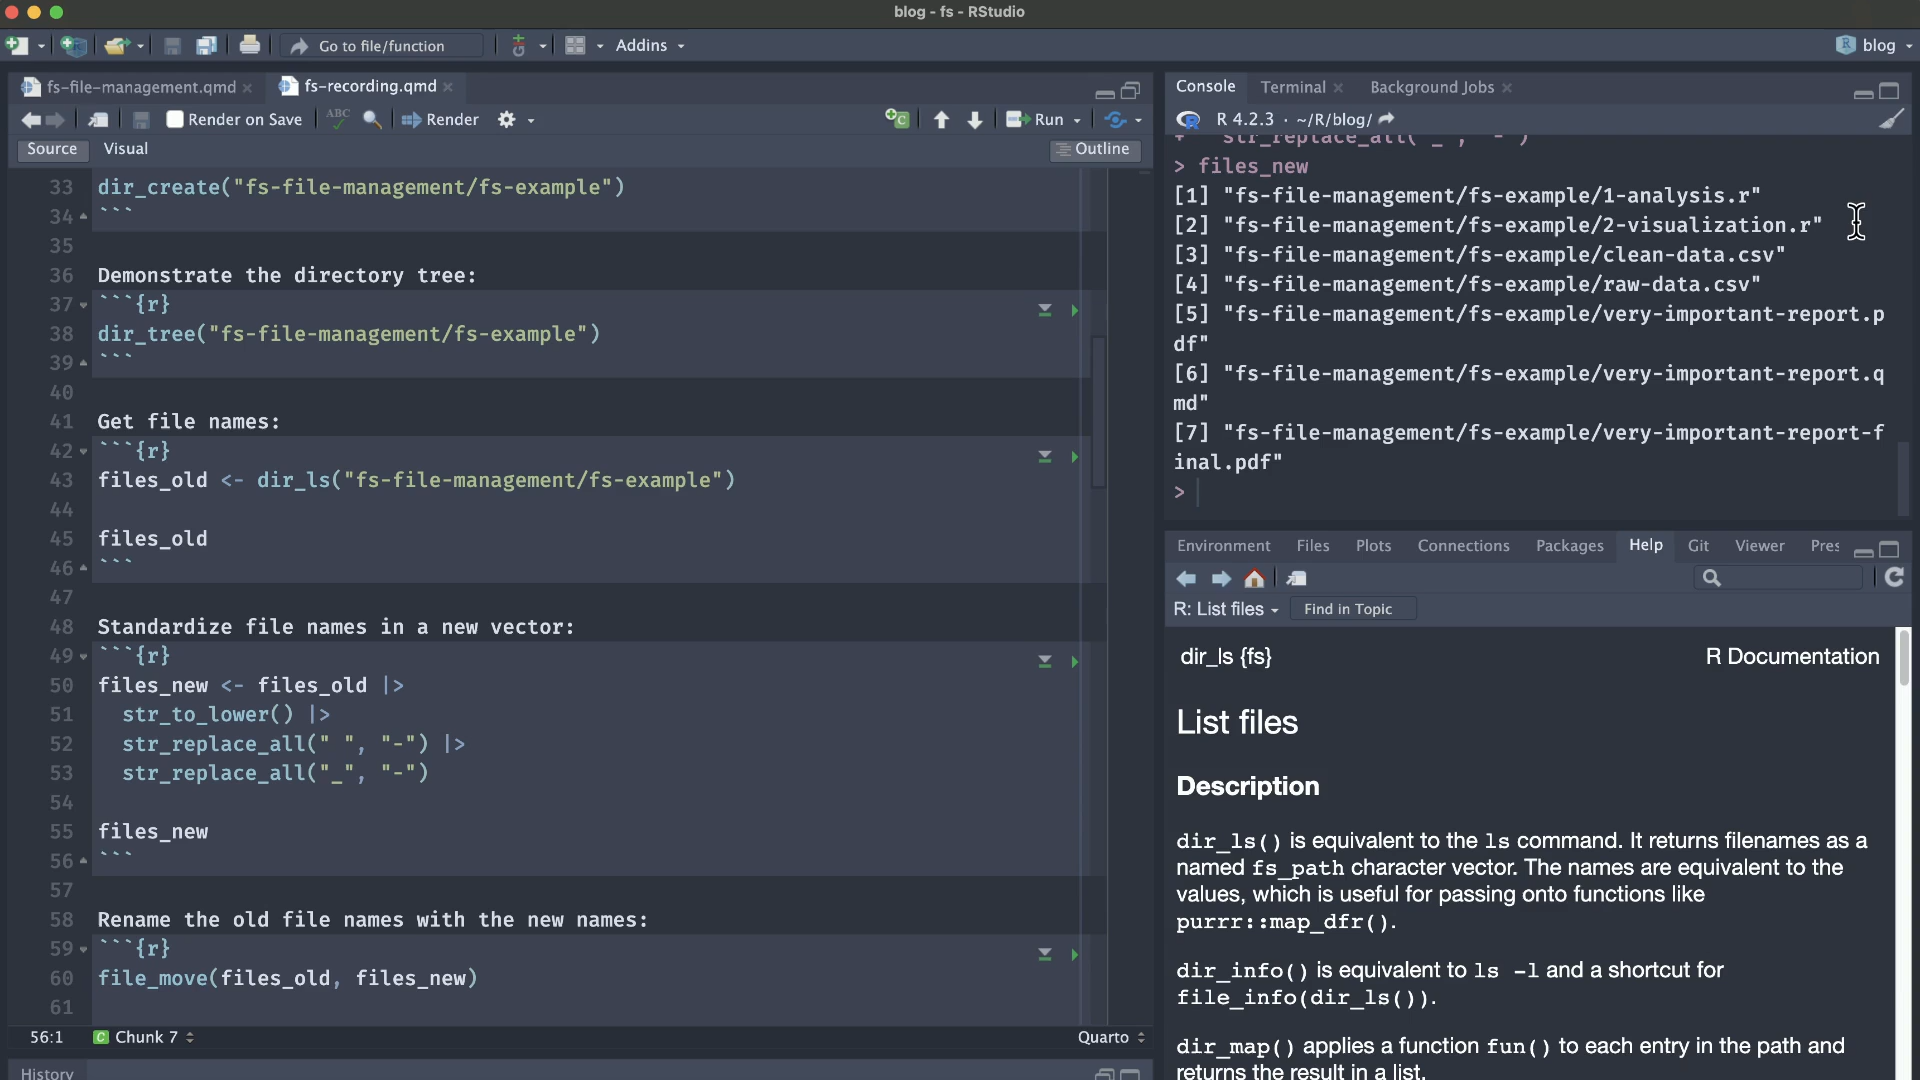 blog - fs - RStudio
Go to file/function
Addins
blog
fs-file-management.qmd
fs-recording.qmd
Render on Save
ABC
Render
Run
Source
Visual
Outline
33 dir_create("fs-file-management/fs-example")
34 ```
35
36 Demonstrate the directory tree:
37 ```{r}
38 dir_tree("fs-file-management/fs-example")
39 ```
40
41 Get file names:
42 ```{r}
43 files_old <- dir_ls("fs-file-management/fs-example")
44
45 files_old
46 ```
47
48 Standardize file names in a new vector:
49 ```{r}
50 files_new <- files_old |>
51   str_to_lower() |>
52   str_replace_all(" ", "-") |>
53   str_replace_all("_", "-")
54
55 files_new
56 ```
57
58 Rename the old file names with the new names:
59 ```{r}
60 file_move(files_old, files_new)
61
56:1
C Chunk 7
Quarto
History
Console
Terminal
Background Jobs
R 4.2.3 · ~/R/blog/
+   str_replace_all("_", "-")
> files_new
[1] "fs-file-management/fs-example/1-analysis.r"
[2] "fs-file-management/fs-example/2-visualization.r"
[3] "fs-file-management/fs-example/clean-data.csv"
[4] "fs-file-management/fs-example/raw-data.csv"
[5] "fs-file-management/fs-example/very-important-report.p
df"
[6] "fs-file-management/fs-example/very-important-report.q
md"
[7] "fs-file-management/fs-example/very-important-report-f
inal.pdf"
>
Environment
Files
Plots
Connections
Packages
Help
Git
Viewer
Pres
R: List files
Find in Topic
dir_ls {fs}
R Documentation
List files
Description
dir_ls() is equivalent to the ls command. It returns filenames as a
named fs_path character vector. The names are equivalent to the
values, which is useful for passing onto functions like
purrr::map_dfr().
dir_info() is equivalent to ls -l and a shortcut for
file_info(dir_ls()).
dir_map() applies a function fun() to each entry in the path and
returns the result in a list.